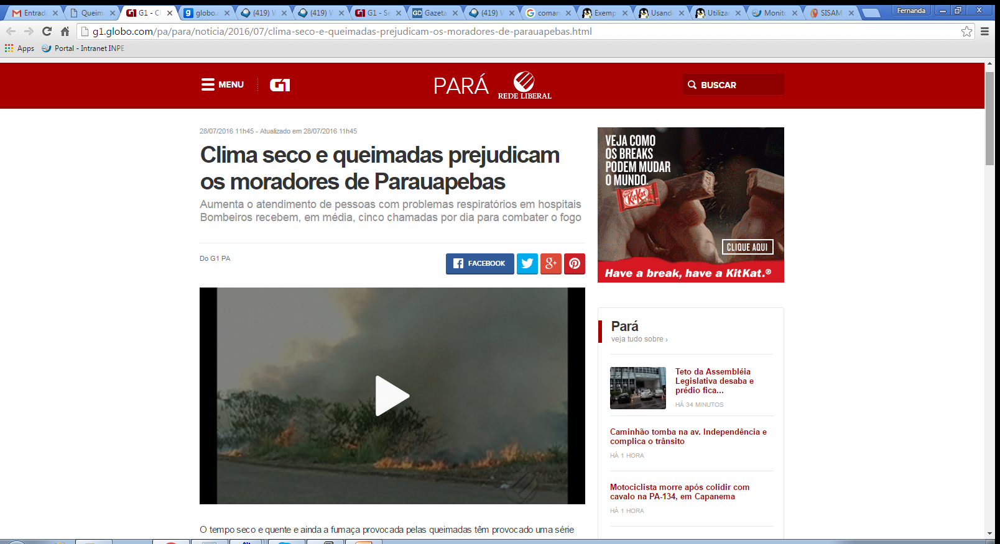 Entrad
Queim
G1 - Cl
globo.
(419) W
(419) W
G1 - Se
Gazeta
(419) W
coman
Exemp
Usand
Utilizar
Monito
SISAM
Fernanda
g1.globo.com/pa/para/noticia/2016/07/clima-seco-e-queimadas-prejudicam-os-moradores-de-parauapebas.html
Apps
Portal - Intranet INPE
MENU
G1
PARÁ
REDE LIBERAL
BUSCAR
28/07/2016 11h45 - Atualizado em 28/07/2016 11h45
Clima seco e queimadas prejudicam
os moradores de Parauapebas
Aumenta o atendimento de pessoas com problemas respiratórios em hospitais
Bombeiros recebem, em média, cinco chamadas por dia para combater o fogo
Do G1 PA
FACEBOOK
g+
O tempo seco e quente e ainda a fumaça provocada pelas queimadas têm provocado uma série
VEJA COMO
OS BREAKS
PODEM MUDAR
O MUNDO.
KitKat
CLIQUE AQUI
Have a break, have a KitKat.®
Pará
veja tudo sobre ›
Teto da Assembléia
Legislativa desaba e
prédio fica...
HÁ 34 MINUTOS
Caminhão tomba na av. Independência e
complica o trânsito
HÁ 1 HORA
Motociclista morre após colidir com
cavalo na PA-134, em Capanema
HÁ 1 HORA